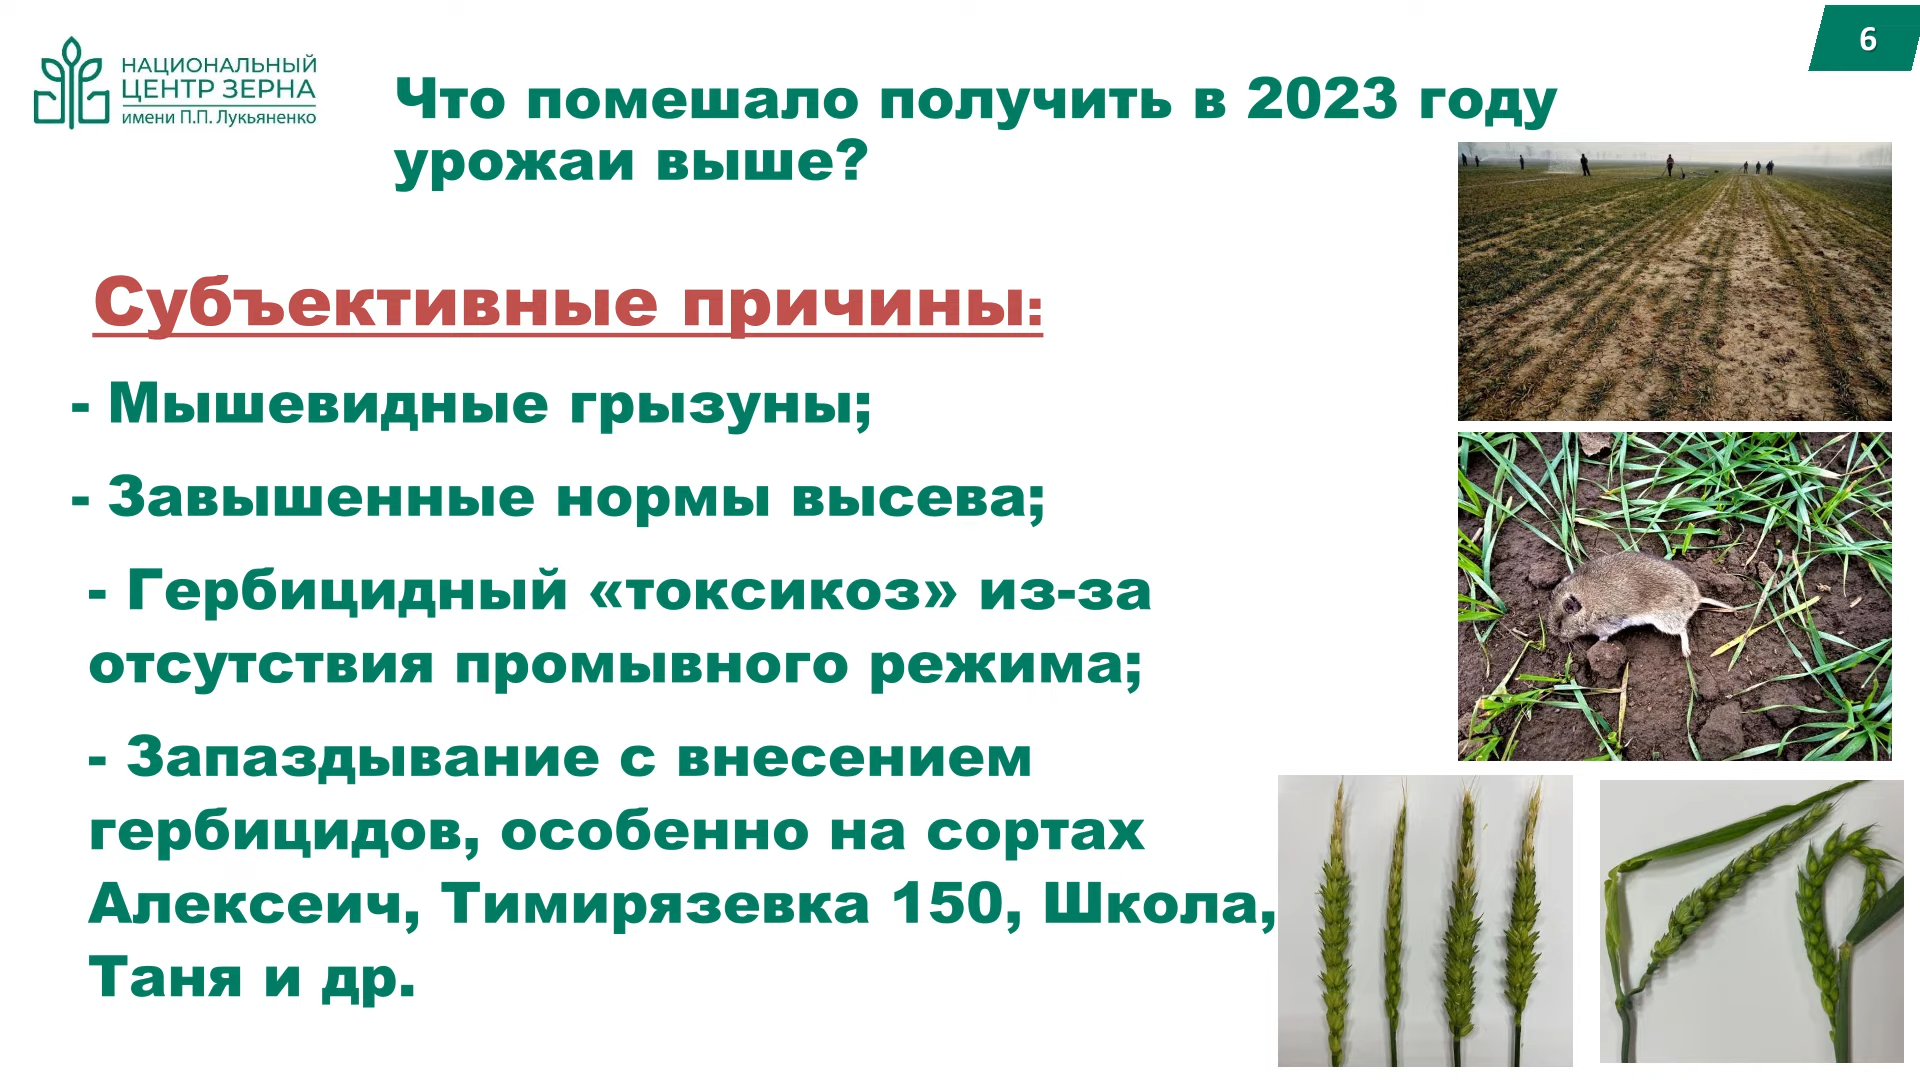 НАЦИОНАЛЬНЫЙ
ЦЕНТР ЗЕРНА
имени П.П. Лукьяненко
6
Что помешало получить в 2023 году
урожаи выше?
Субъективные причины:
- Мышевидные грызуны;
- Завышенные нормы высева;
- Гербицидный «токсикоз» из-за
отсутствия промывного режима;
- Запаздывание с внесением
гербицидов, особенно на сортах
Алексеич, Тимирязевка 150, Школа,
Таня и др.